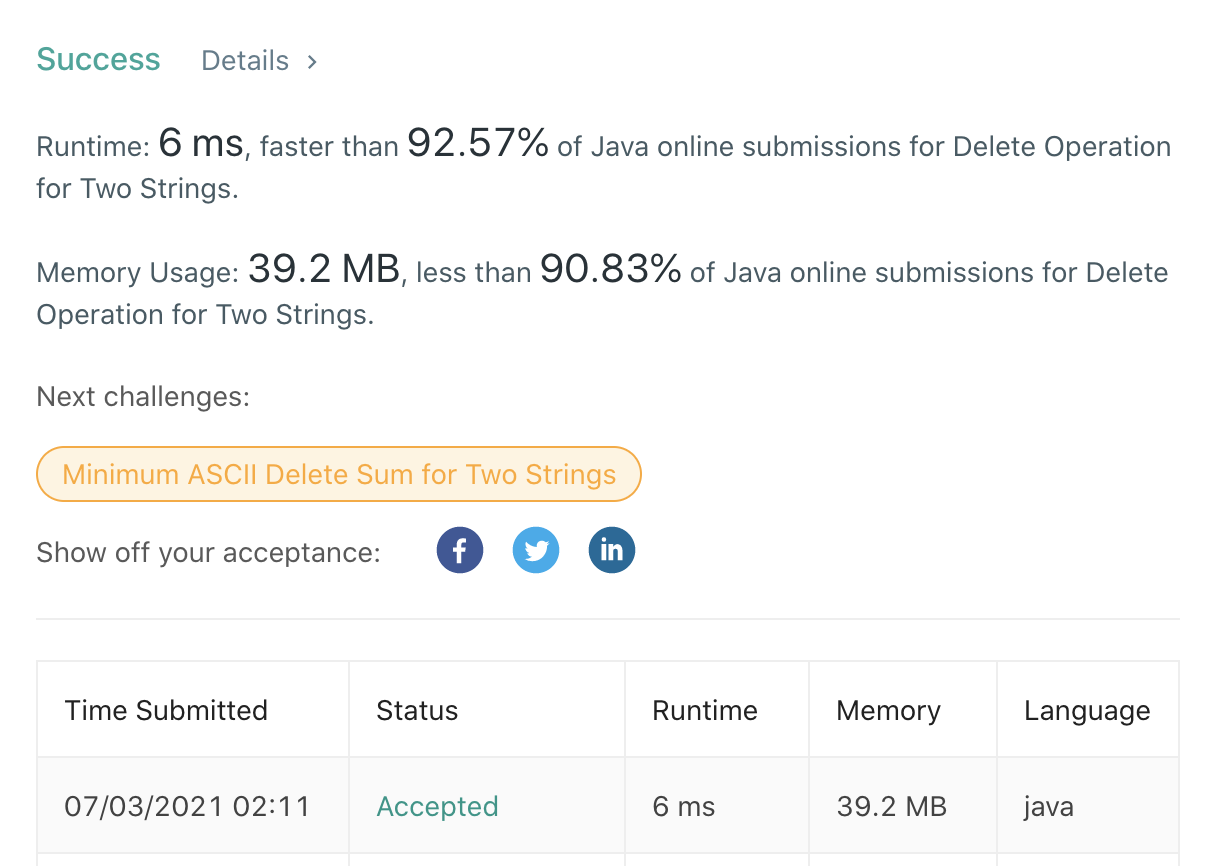 Success Details >
Runtime: 6 ms, faster than 92.57% of Java online submissions for Delete Operation
for Two Strings.
Memory Usage: 39.2 MB, less than 90.83% of Java online submissions for Delete
Operation for Two Strings.
Next challenges:
Minimum ASCII Delete Sum for Two Strings
Show off your acceptance: f in
Time Submitted Status Runtime Memory Language
07/03/2021 02:11 Accepted 6 ms 39.2 MB java